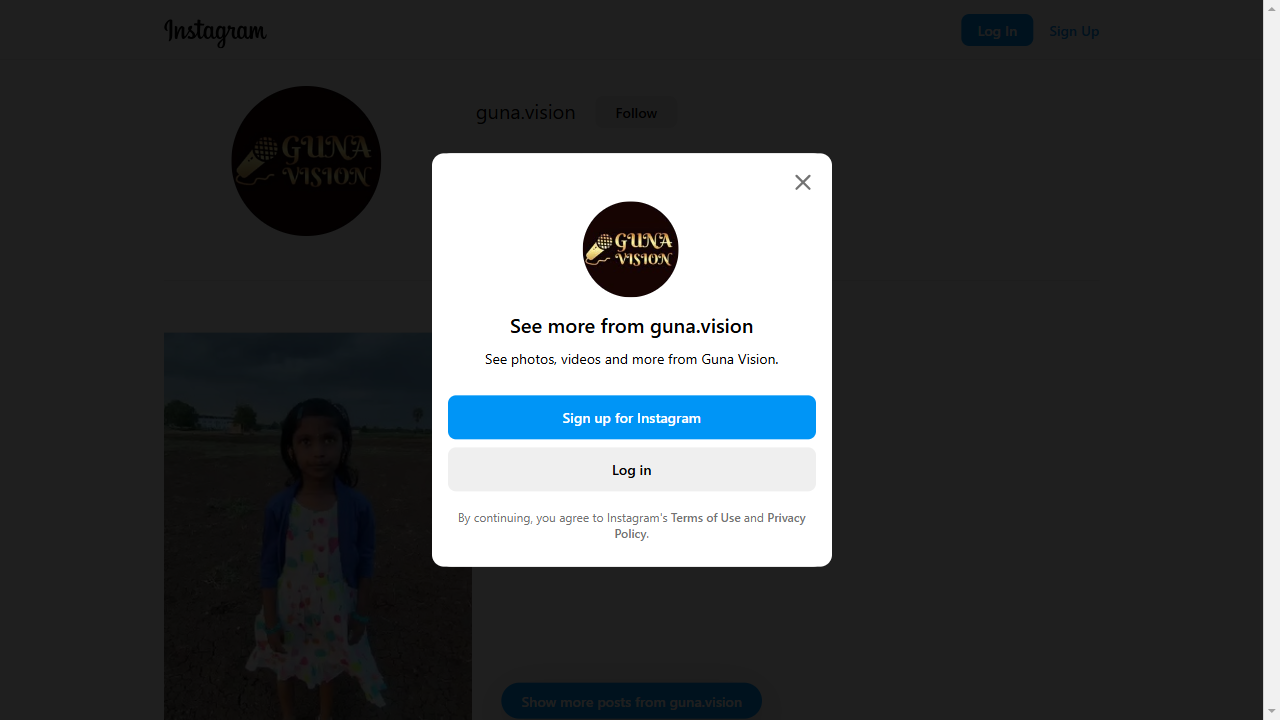 Instagram
Log In
Sign Up
GUNA
VISION
guna.vision
Follow
GUNA
VISION
See more from guna.vision
See photos, videos and more from Guna Vision.
Sign up for Instagram
Log in
By continuing, you agree to Instagram's Terms of Use and Privacy
Policy.
Show more posts from guna.vision